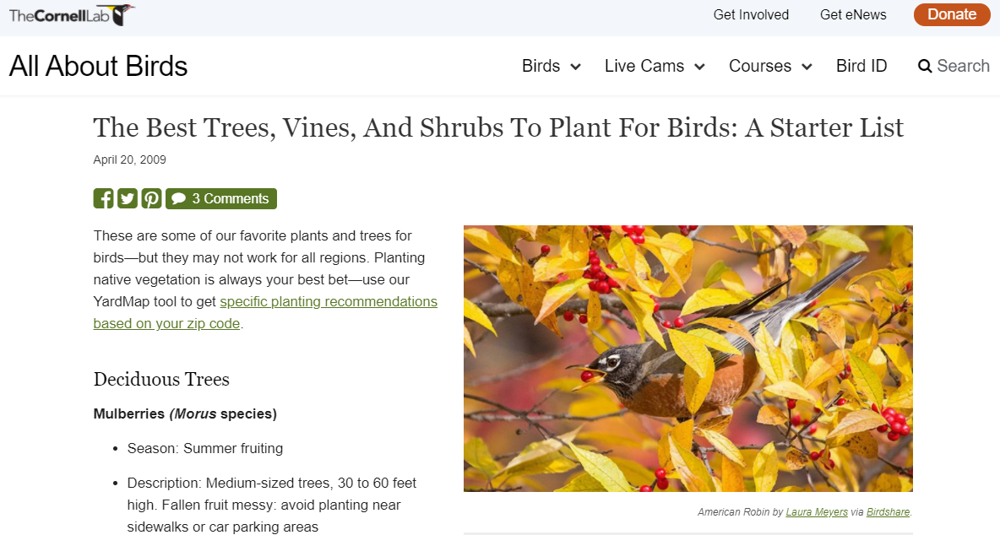 TheCornellLab
Get Involved
Get eNews
Donate
All About Birds
Birds
Live Cams
Courses
Bird ID
Search
The Best Trees, Vines, And Shrubs To Plant For Birds: A Starter List
April 20, 2009
3 Comments
These are some of our favorite plants and trees for
birds—but they may not work for all regions. Planting
native vegetation is always your best bet—use our
YardMap tool to get specific planting recommendations
based on your zip code.
Deciduous Trees
Mulberries (Morus species)
• Season: Summer fruiting
• Description: Medium-sized trees, 30 to 60 feet
high. Fallen fruit messy: avoid planting near
sidewalks or car parking areas
American Robin by Laura Meyers via Birdshare.